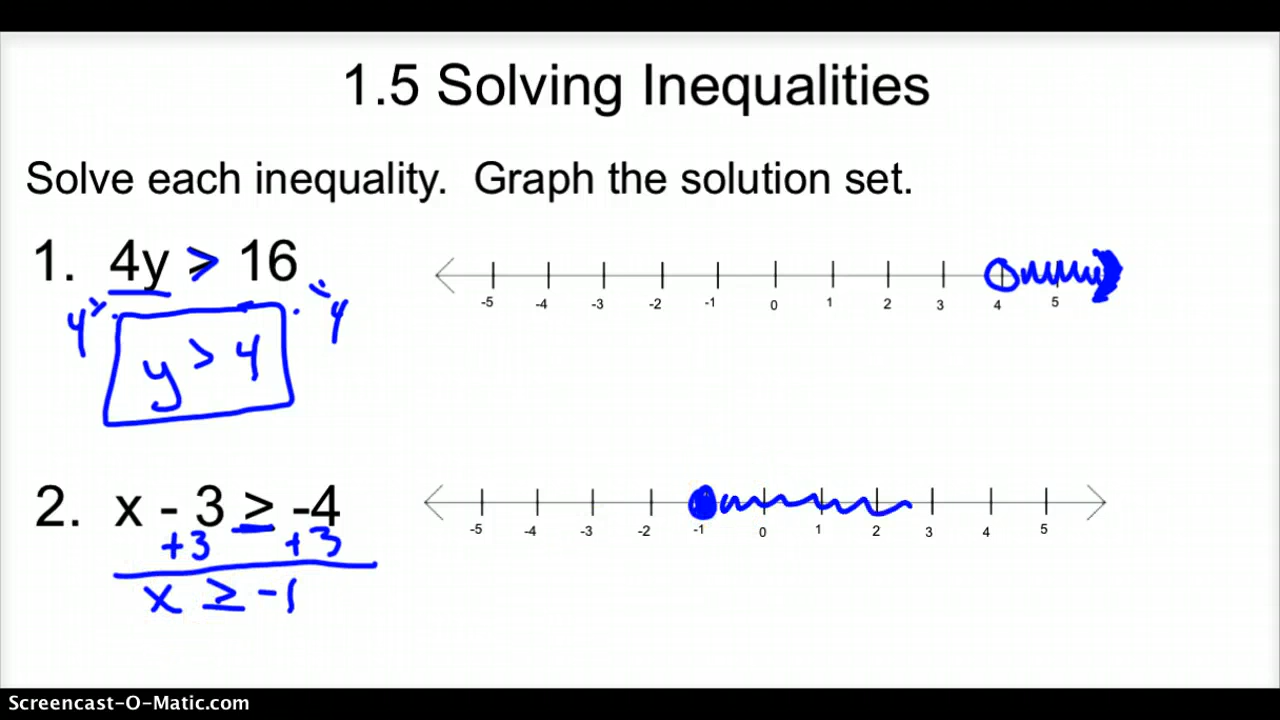 1.5 Solving Inequalities
Solve each inequality.  Graph the solution set.
1. 4y > 16
-5 -4 -3 -2 -1 0 1 2 3 4 5
4 ÷ ÷ 4
y > 4
2. x - 3 ≥ -4
-5 -4 -3 -2 -1 0 1 2 3 4 5
+3 +3
x ≥ -1
Screencast-O-Matic.com